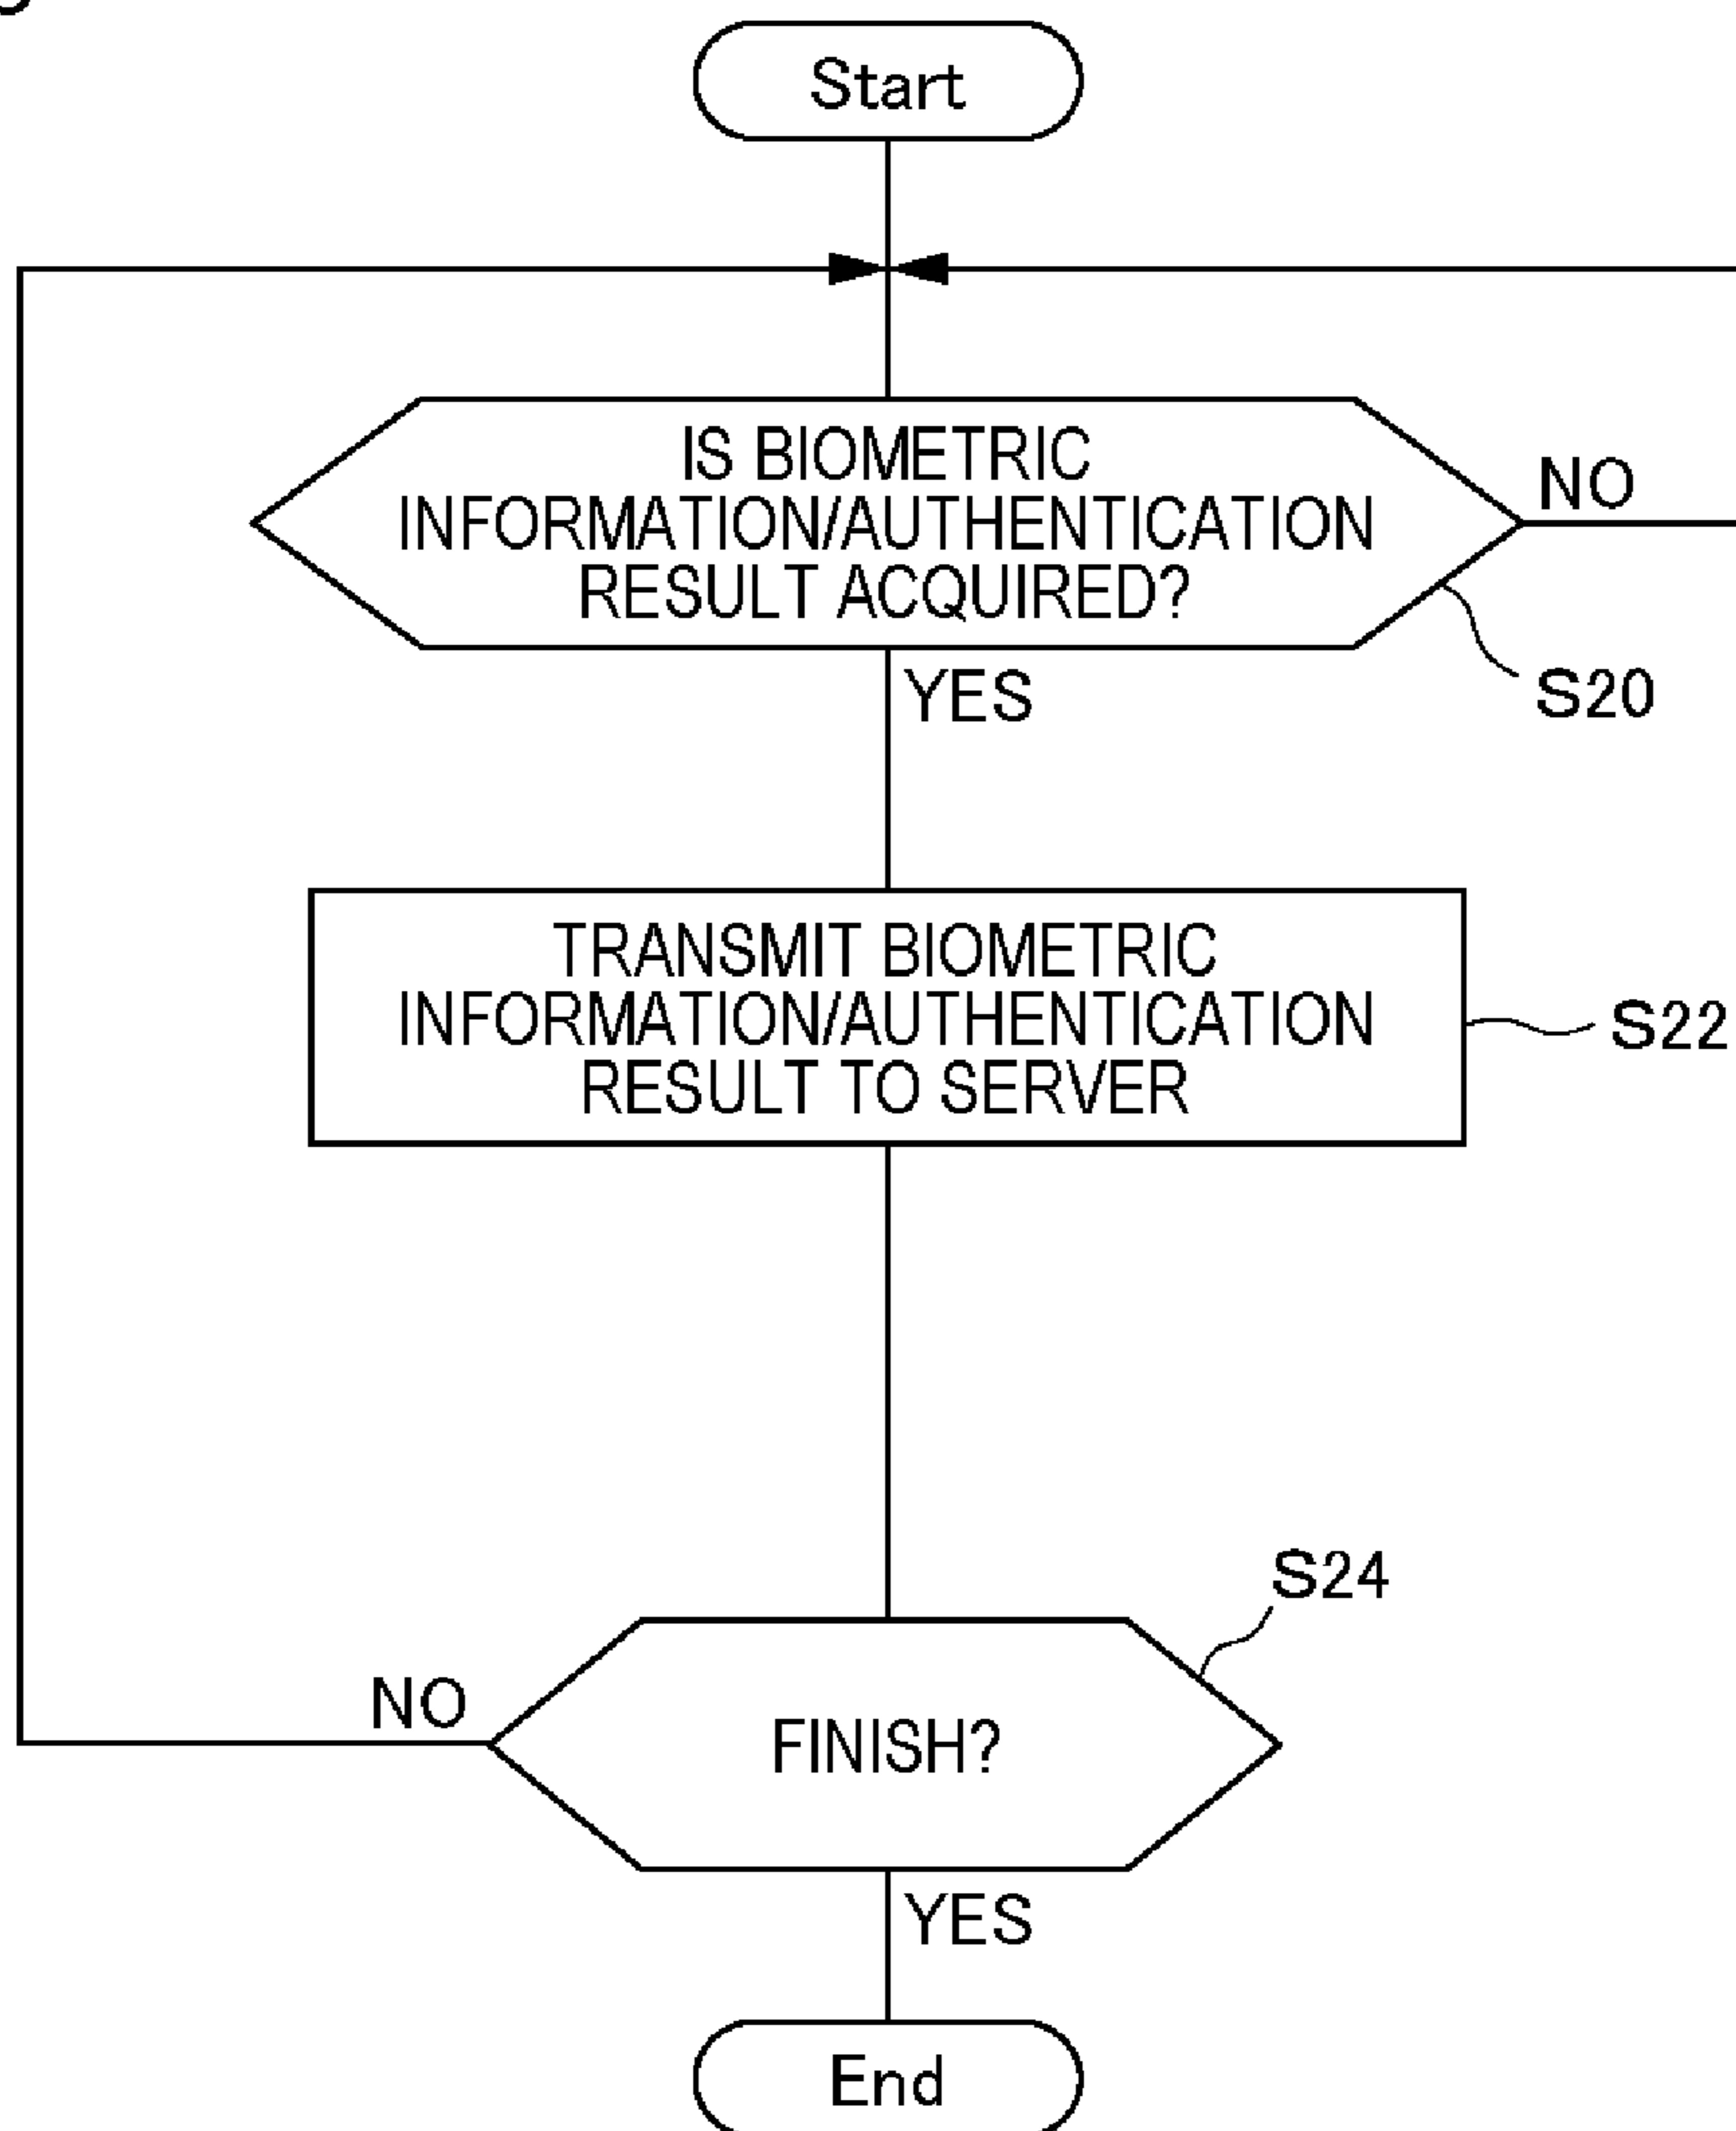 Start
IS BIOMETRIC
INFORMATION/AUTHENTICATION
RESULT ACQUIRED?
NO
YES
S20
TRANSMIT BIOMETRIC
INFORMATION/AUTHENTICATION
RESULT TO SERVER
S22
S24
NO
FINISH?
YES
End